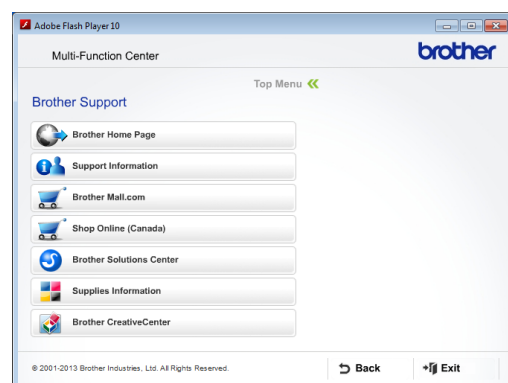 Adobe Flash Player 10
Multi-Function Center
brother
Top Menu
Brother Support
Brother Home Page
Support Information
Brother Mall.com
Shop Online (Canada)
Brother Solutions Center
Supplies Information
Brother CreativeCenter
© 2001-2013 Brother Industries, Ltd. All Rights Reserved.
Back
Exit